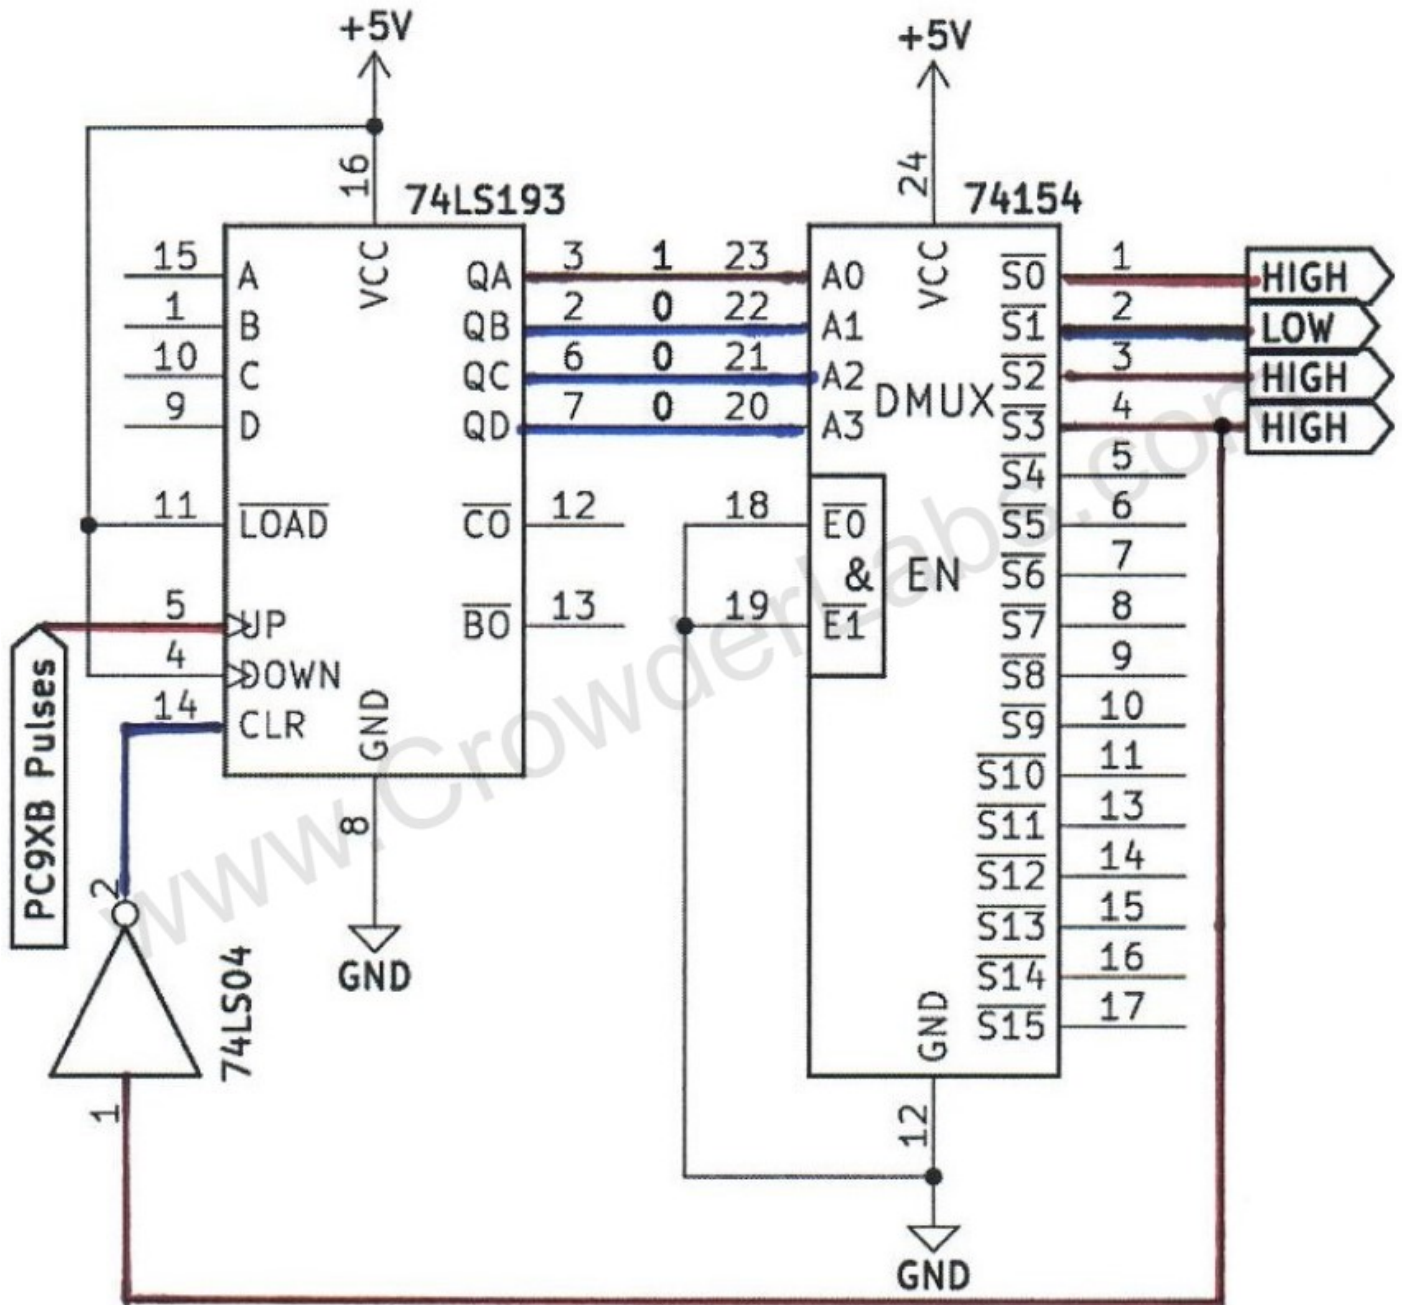 +5V
+5V
16
24
74LS193
74154
VCC
VCC
15 A QA 3 1 23 A0 S0 1 HIGH
1 B QB 2 0 22 A1 S1 2 LOW
10 C QC 6 0 21 A2 S2 3 HIGH
9 D QD 7 0 20 A3 S3 4 HIGH
DMUX
S4 5
11 LOAD CO 12 18 E0 S5 6
& EN
S6 7
5 UP BO 13 19 E1 S7 8
4 DOWN S8 9
14 CLR S9 10
GND
S10 11
8
S11 13
PC9XB Pulses
S12 14
2
S13 15
GND
S14 16
74LS04
S15 17
GND
1
12
GND
www.CrowderLabs.com